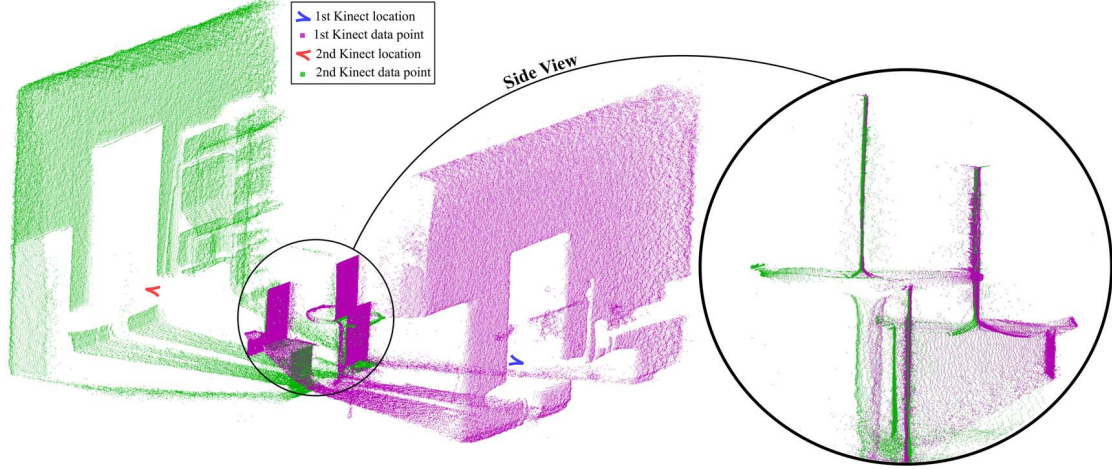 1st Kinect location
1st Kinect data point
2nd Kinect location
2nd Kinect data point
Side View